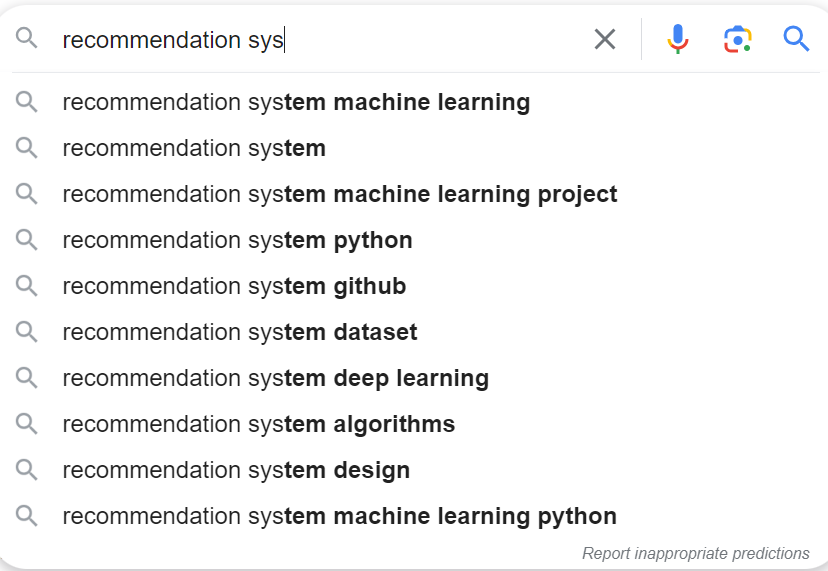 recommendation sys
recommendation system machine learning
recommendation system
recommendation system machine learning project
recommendation system python
recommendation system github
recommendation system dataset
recommendation system deep learning
recommendation system algorithms
recommendation system design
recommendation system machine learning python
Report inappropriate predictions